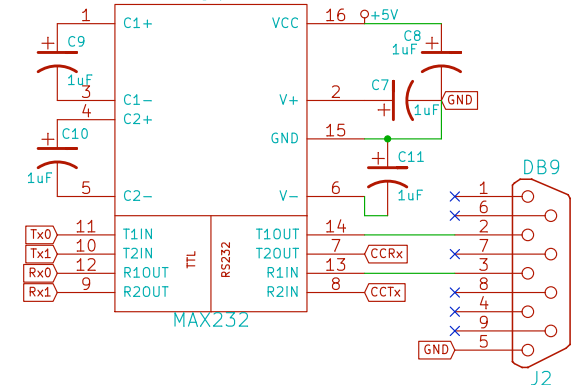 1 C1+ VCC 16 +5V
C9 C8
1uF
1uF
3 C1- V+ 2 C7 GND
1uF
4 C2+
C10 GND 15
C11
1uF
5 C2- V- 6 1uF
DB9
1
6
Tx0 11 T1IN T1OUT 14 2
Tx1 10 T2IN T2OUT 7 CCRx 7
TTL RS232
Rx0 12 R1OUT R1IN 13 3
Rx1 9 R2OUT R2IN 8 CCTx 8
MAX232 4
9
GND 5
J2